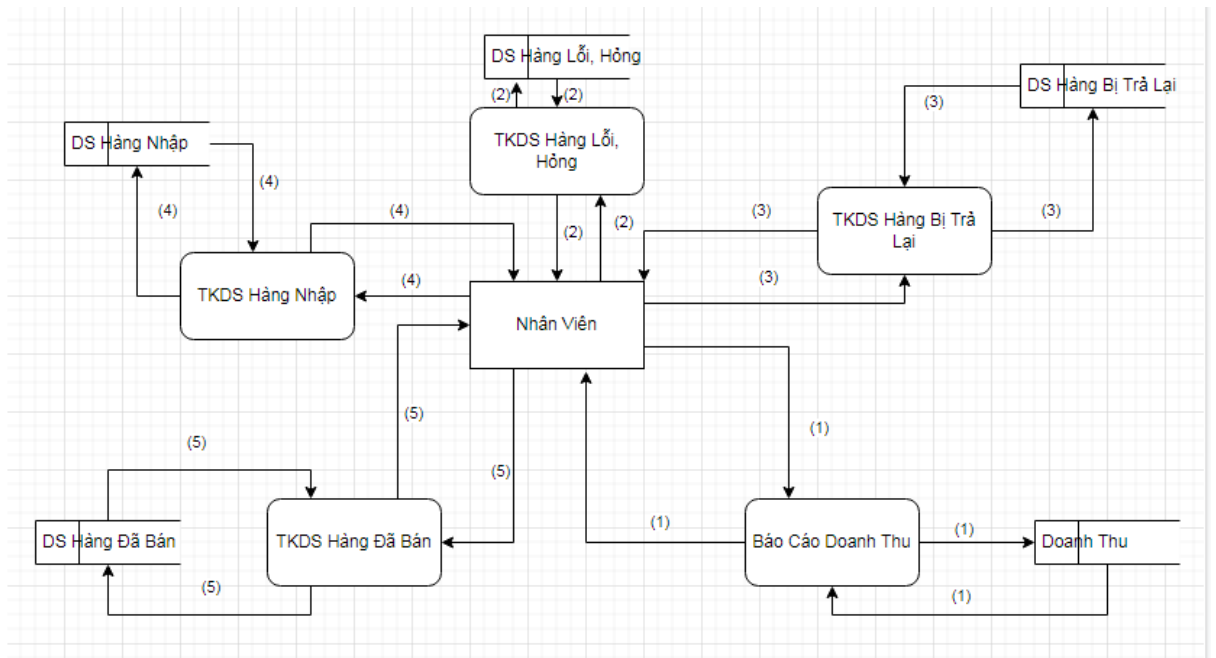 DS Hàng Lỗi, Hỏng
(2)
(2)
DS Hàng Bị Trả Lại
(3)
TKDS Hàng Lỗi,
Hỏng
DS Hàng Nhập
(4)
(4)
(4)
(2)
(2)
(3)
(3)
TKDS Hàng Bị Trả
Lại
TKDS Hàng Nhập
(4)
(3)
Nhân Viên
(5)
(1)
(5)
(5)
(1)
(1)
DS Hàng Đã Bán
TKDS Hàng Đã Bán
Báo Cáo Doanh Thu
Doanh Thu
(5)
(1)